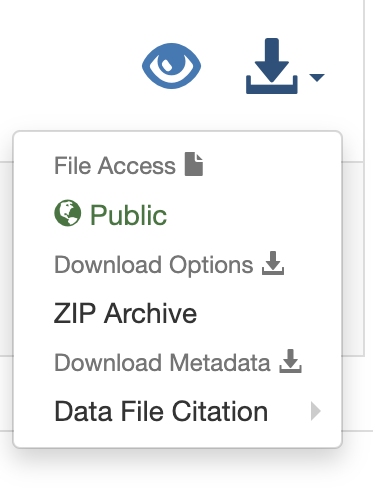 File Access
Public
Download Options
ZIP Archive
Download Metadata
Data File Citation